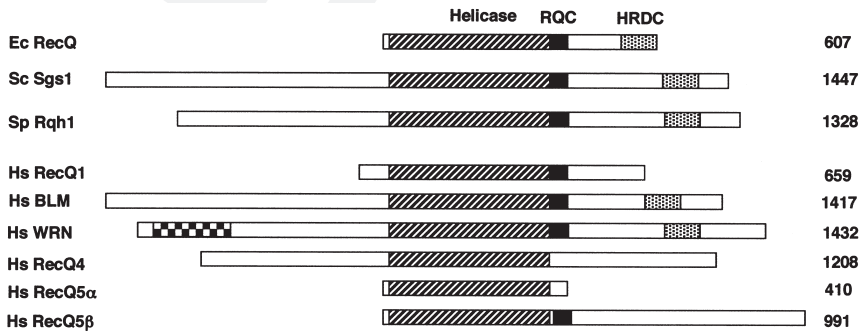 Helicase RQC HRDC
Ec RecQ 607
Sc Sgs1 1447
Sp Rqh1 1328
Hs RecQ1 659
Hs BLM 1417
Hs WRN 1432
Hs RecQ4 1208
Hs RecQ5α 410
Hs RecQ5β 991